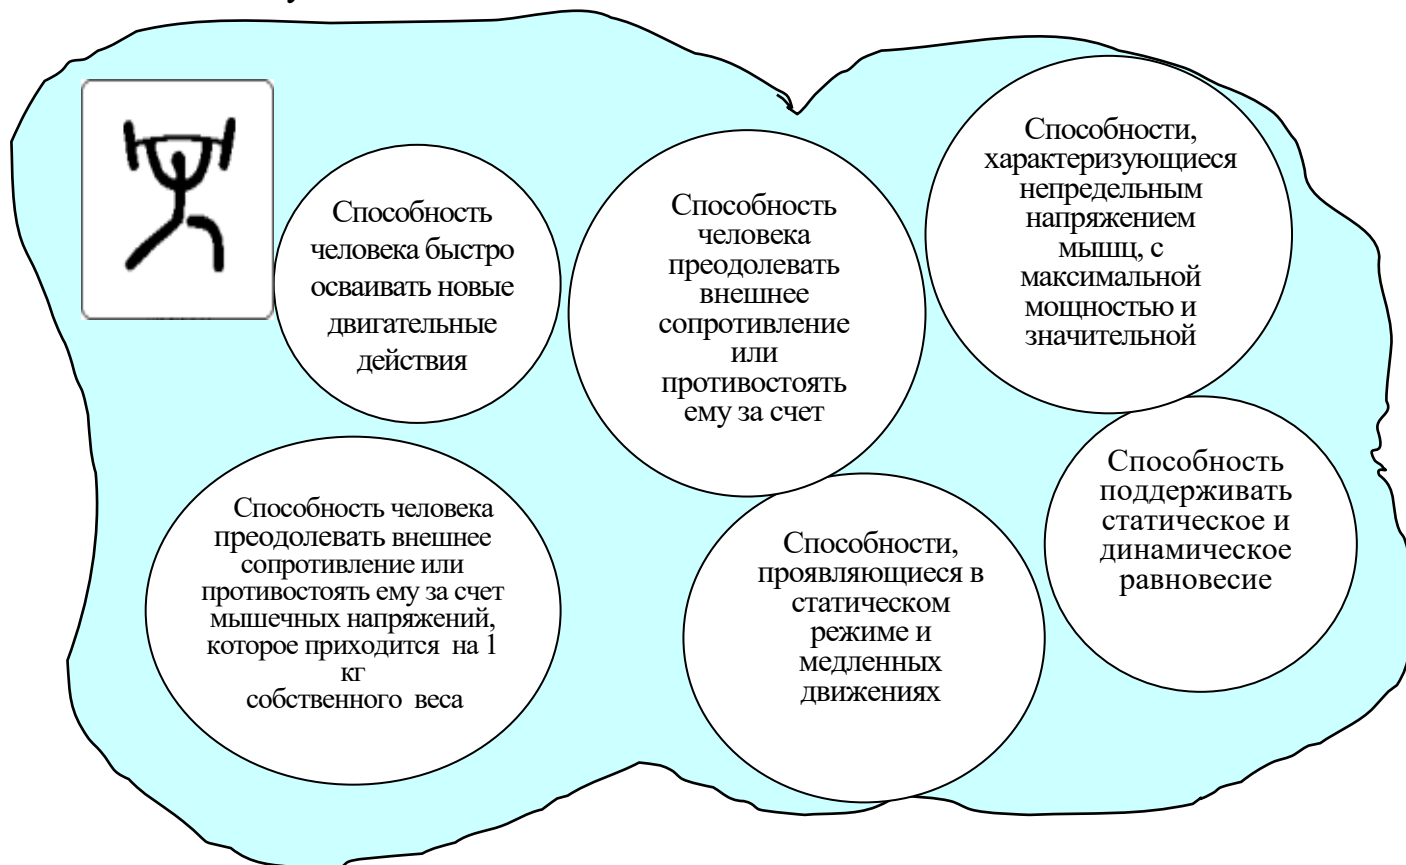 Способность
человека быстро
осваивать новые
двигательные
действия
Способность
человека
преодолевать
внешнее
сопротивление
или
противостоять
ему за счет
Способности,
характеризующиеся
непредельным
напряжением
мышц, с
максимальной
мощностью и
значительной
Способность человека
преодолевать внешнее
сопротивление или
противостоять ему за счет
мышечных напряжений,
которое приходится на 1
кг
собственного веса
Способности,
проявляющиеся в
статическом
режиме и
медленных
движениях
Способность
поддерживать
статическое и
динамическое
равновесие